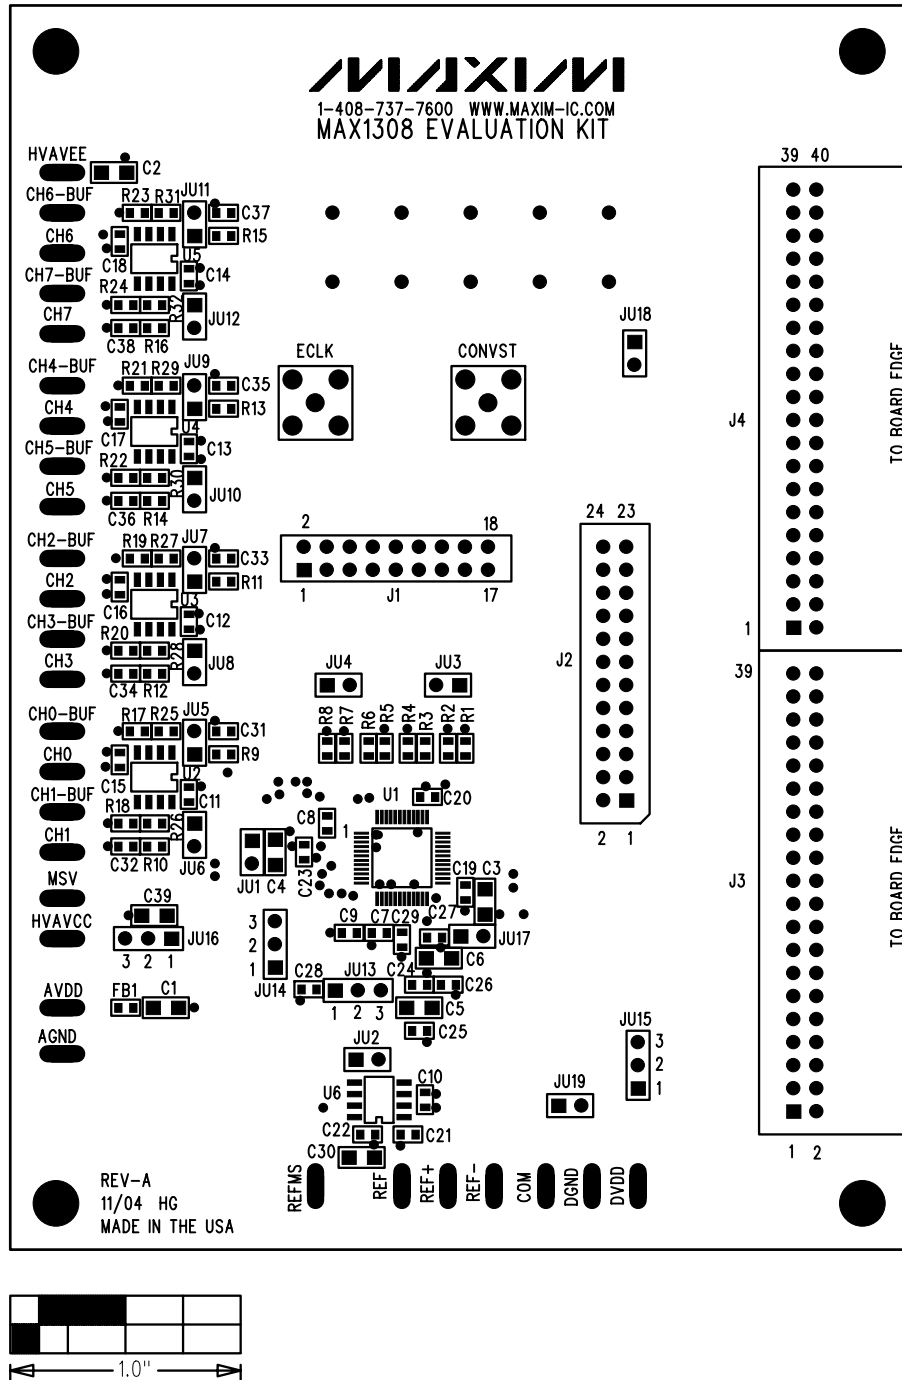 MAXIM
1-408-737-7600 WWW.MAXIM-IC.COM
MAX1308 EVALUATION KIT
HVAVEE
C2
39 40
CH6-BUF
R23 R31
JU11
C37
R15
CH6
C18
U5
C14
CH7-BUF
R24
R32
CH7
JU12
C38 R16
JU18
ECLK
CONVST
CH4-BUF
R21 R29
JU9
C35
R13
CH4
C17
U4
C13
J4
TO BOARD EDGE
CH5-BUF
R22
R30
CH5
JU10
C36 R14
2 18
24 23
CH2-BUF
R19 R27
JU7
C33
R11
1 J1 17
CH2
C16
U3
C12
CH3-BUF
R20
R28
1
CH3
JU8
C34 R12
JU4
JU3
J2
39
CH0-BUF
R17 R25
JU5
C31
R9
R8 R7 R6 R5 R4 R3 R2 R1
CH0
C15
U2
C11
CH1-BUF
R18
R26
U1
C20
C8
1
CH1
C32 R10
JU6
JU1 C4
C23
2 1
C19 C3
J3
TO BOARD EDGE
MSV
C39
HVAVCC
JU16
3 2 1
3
2
1
JU14
C9 C7 C29
C27
JU17
C6
C24
C26
C28
JU13
1 2 3
C5
C25
AVDD
FB1 C1
AGND
JU2
JU15
3
2
1
U6
C10
JU19
C22
C21
C30
1 2
REFMS
REF
REF+
REF-
COM
DGND
DVDD
REV-A
11/04 HG
MADE IN THE USA
1.0"